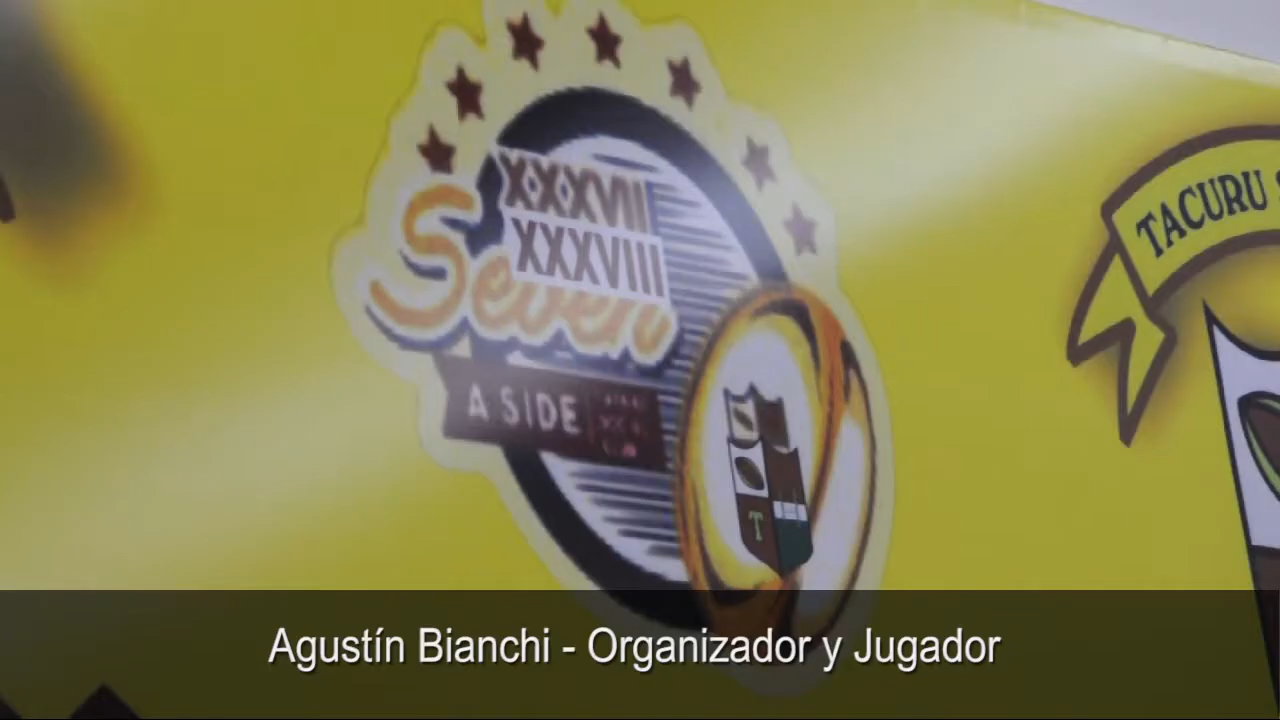 XXXVII
XXXVIII
Seven
A SIDE
T
TACURU
Agustín Bianchi - Organizador y Jugador